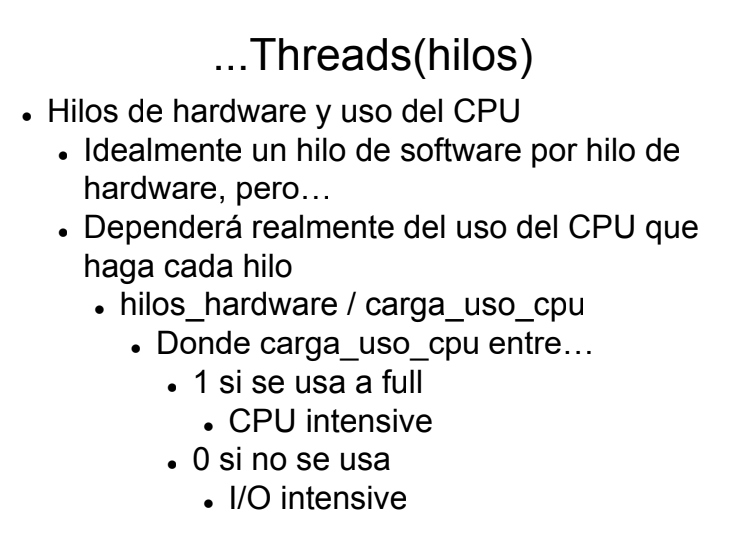 ...Threads(hilos)
• Hilos de hardware y uso del CPU
• Idealmente un hilo de software por hilo de
hardware, pero…
• Dependerá realmente del uso del CPU que
haga cada hilo
• hilos_hardware / carga_uso_cpu
• Donde carga_uso_cpu entre…
• 1 si se usa a full
• CPU intensive
• 0 si no se usa
• I/O intensive